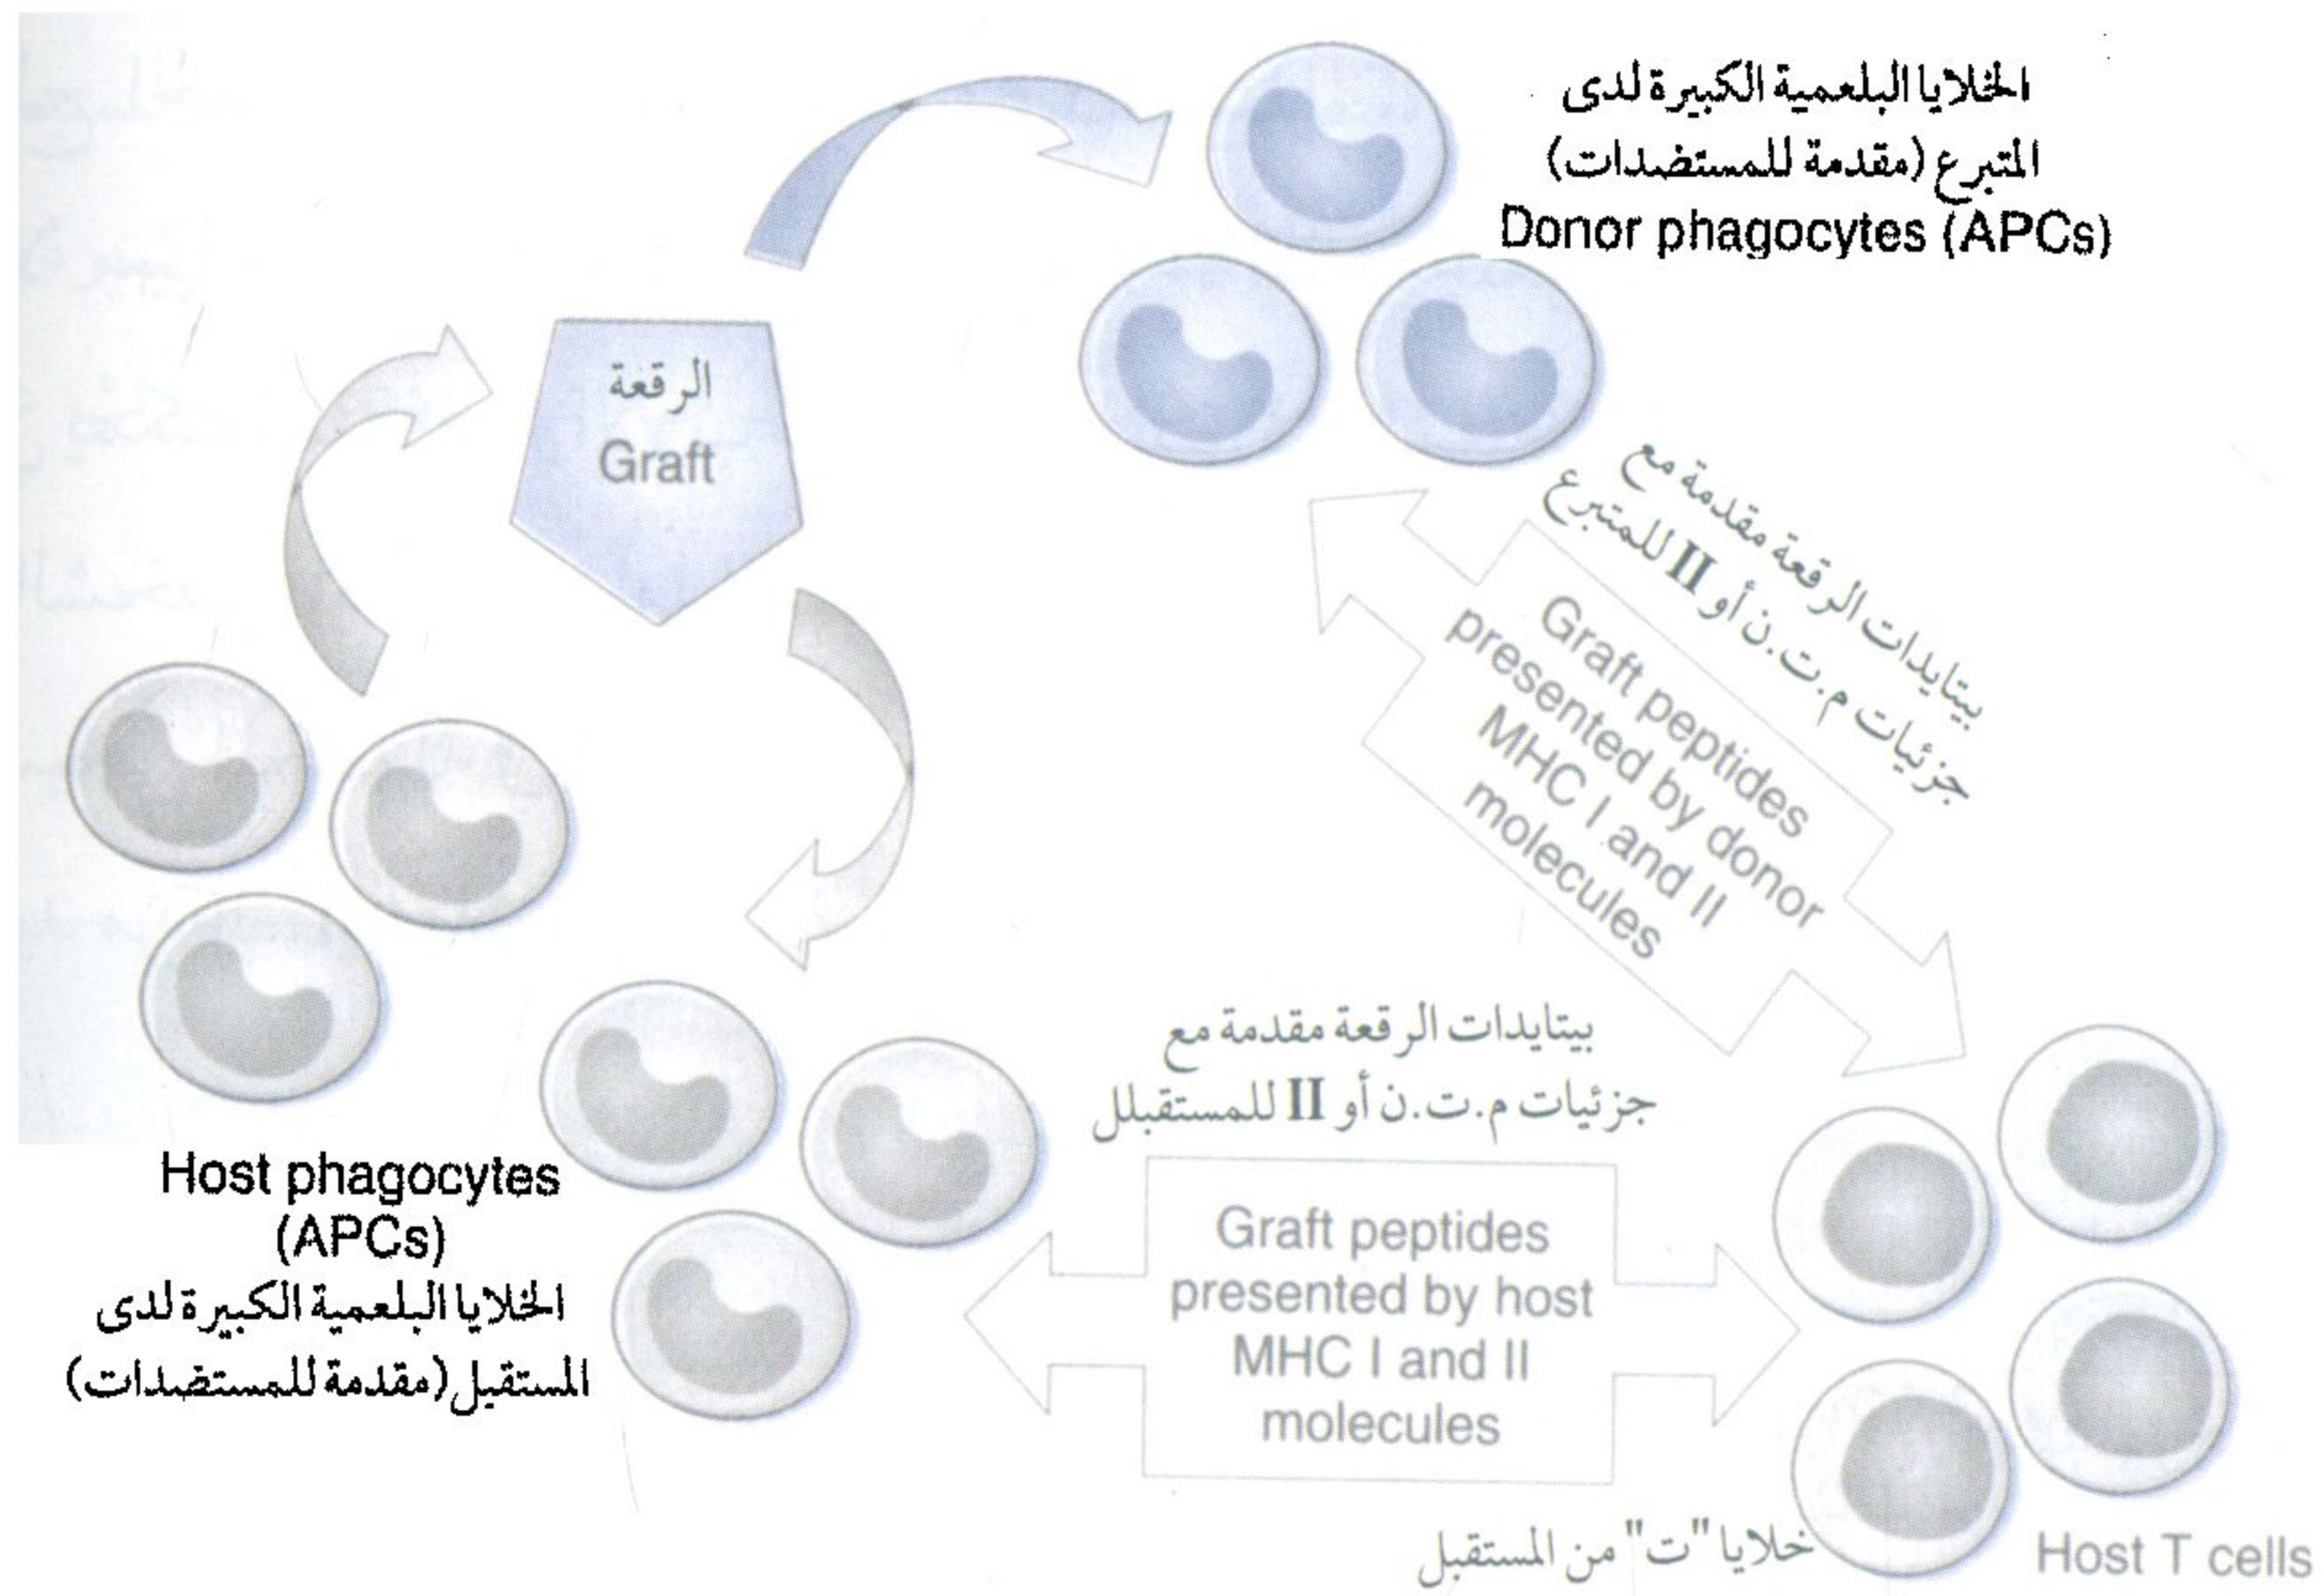 الخلايا البلعمية الكبيرة لدى
المتبرع (مقدمة للمستضدات)
Donor phagocytes (APCs)
الرقعة
Graft
بيتايدات الرقعة مقدمة مع
جزئيات م.ت.ن أو II للمتبرع
Graft peptides
presented by donor
MHC I and II
molecules
بيتايدات الرقعة مقدمة مع
جزئيات م.ت.ن أو II للمستقبلل
Graft peptides
presented by host
MHC I and II
molecules
Host phagocytes
(APCs)
الخلايا البلعمية الكبيرة لدى
المستقبل (مقدمة للمستضدات)
خلايا "ت" من المستقبل
Host T cells